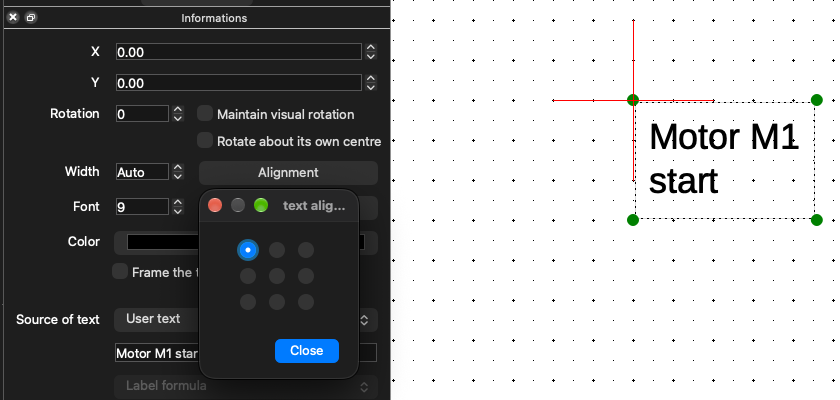 Informations
X 0.00
Y 0.00
Rotation 0 Maintain visual rotation
Rotate about its own centre
Width Auto Alignment
Font 9
text alig...
Color
Frame the t
Source of text User text
Motor M1 star
Close
Label formula
Motor M1
start